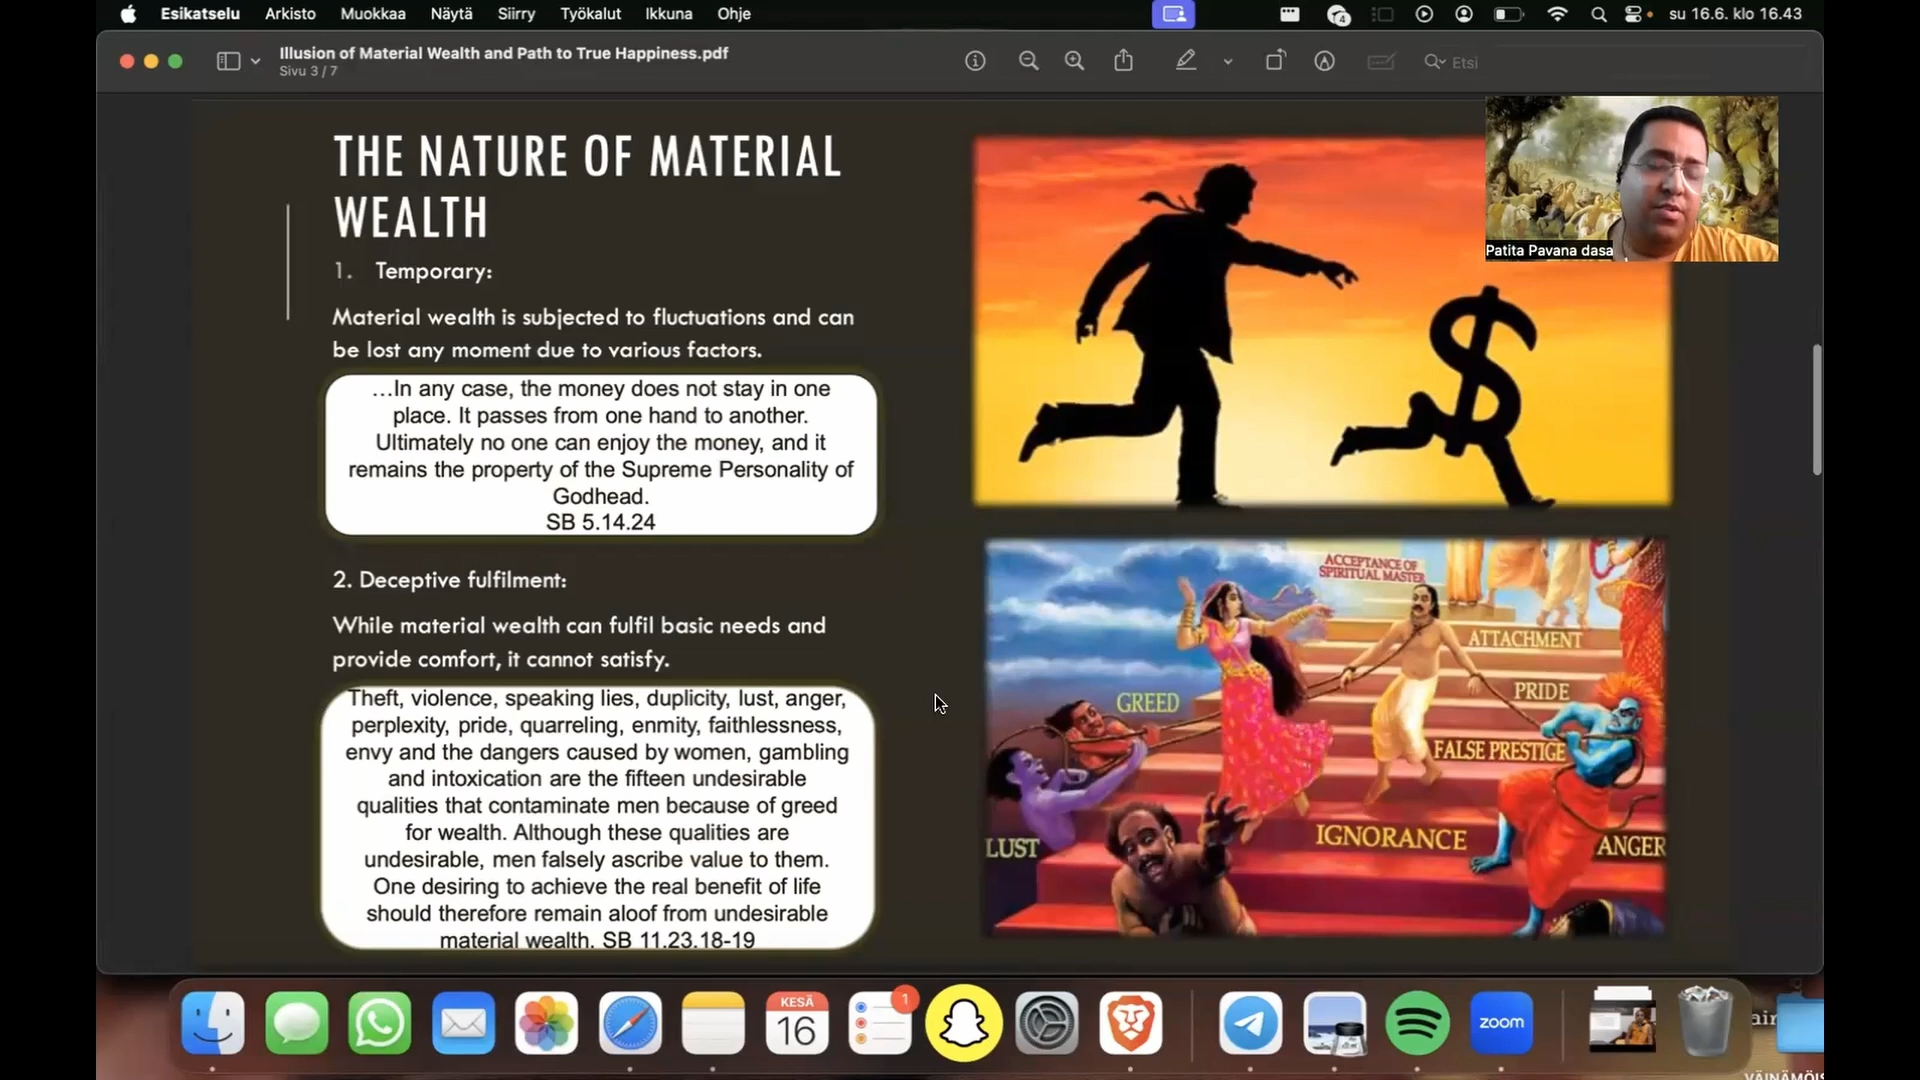 Esikatselu Arkisto Muokkaa Näytä Siirry Työkalut Ikkuna Ohje
4
su 16.6. klo 16.43
Illusion of Material Wealth and Path to True Happiness.pdf
Sivu 3 / 7
Etsi
THE NATURE OF MATERIAL
WEALTH
1. Temporary:
Material wealth is subjected to fluctuations and can
be lost any moment due to various factors.
…In any case, the money does not stay in one
place. It passes from one hand to another.
Ultimately no one can enjoy the money, and it
remains the property of the Supreme Personality of
Godhead.
SB 5.14.24
2. Deceptive fulfilment:
While material wealth can fulfil basic needs and
provide comfort, it cannot satisfy.
Theft, violence, speaking lies, duplicity, lust, anger,
perplexity, pride, quarreling, enmity, faithlessness,
envy and the dangers caused by women, gambling
and intoxication are the fifteen undesirable
qualities that contaminate men because of greed
for wealth. Although these qualities are
undesirable, men falsely ascribe value to them.
One desiring to achieve the real benefit of life
should therefore remain aloof from undesirable
material wealth. SB 11.23.18-19
Patita Pavana dasa
$
ACCEPTANCE OF
SPIRITUAL MASTER
ATTACHMENT
PRIDE
GREED
FALSE PRESTIGE
IGNORANCE
LUST
ANGER
KESÄ
16
1
zoom